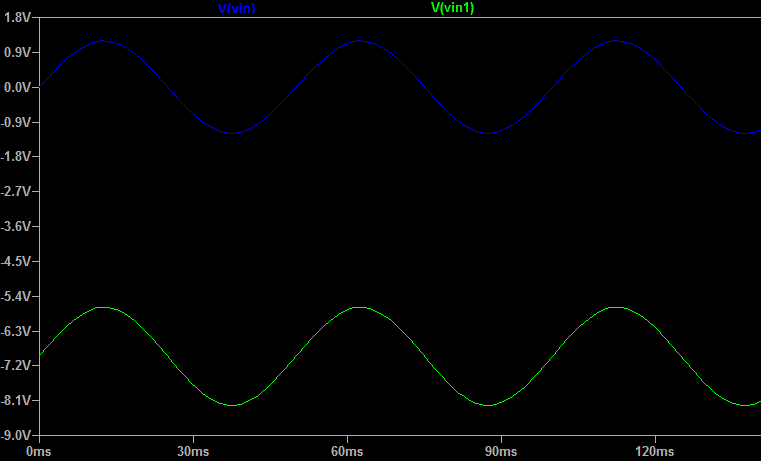 V(vin) V(vin1)
1.8V
0.9V
0.0V
-0.9V
-1.8V
-2.7V
-3.6V
-4.5V
-5.4V
-6.3V
-7.2V
-8.1V
-9.0V
0ms 30ms 60ms 90ms 120ms